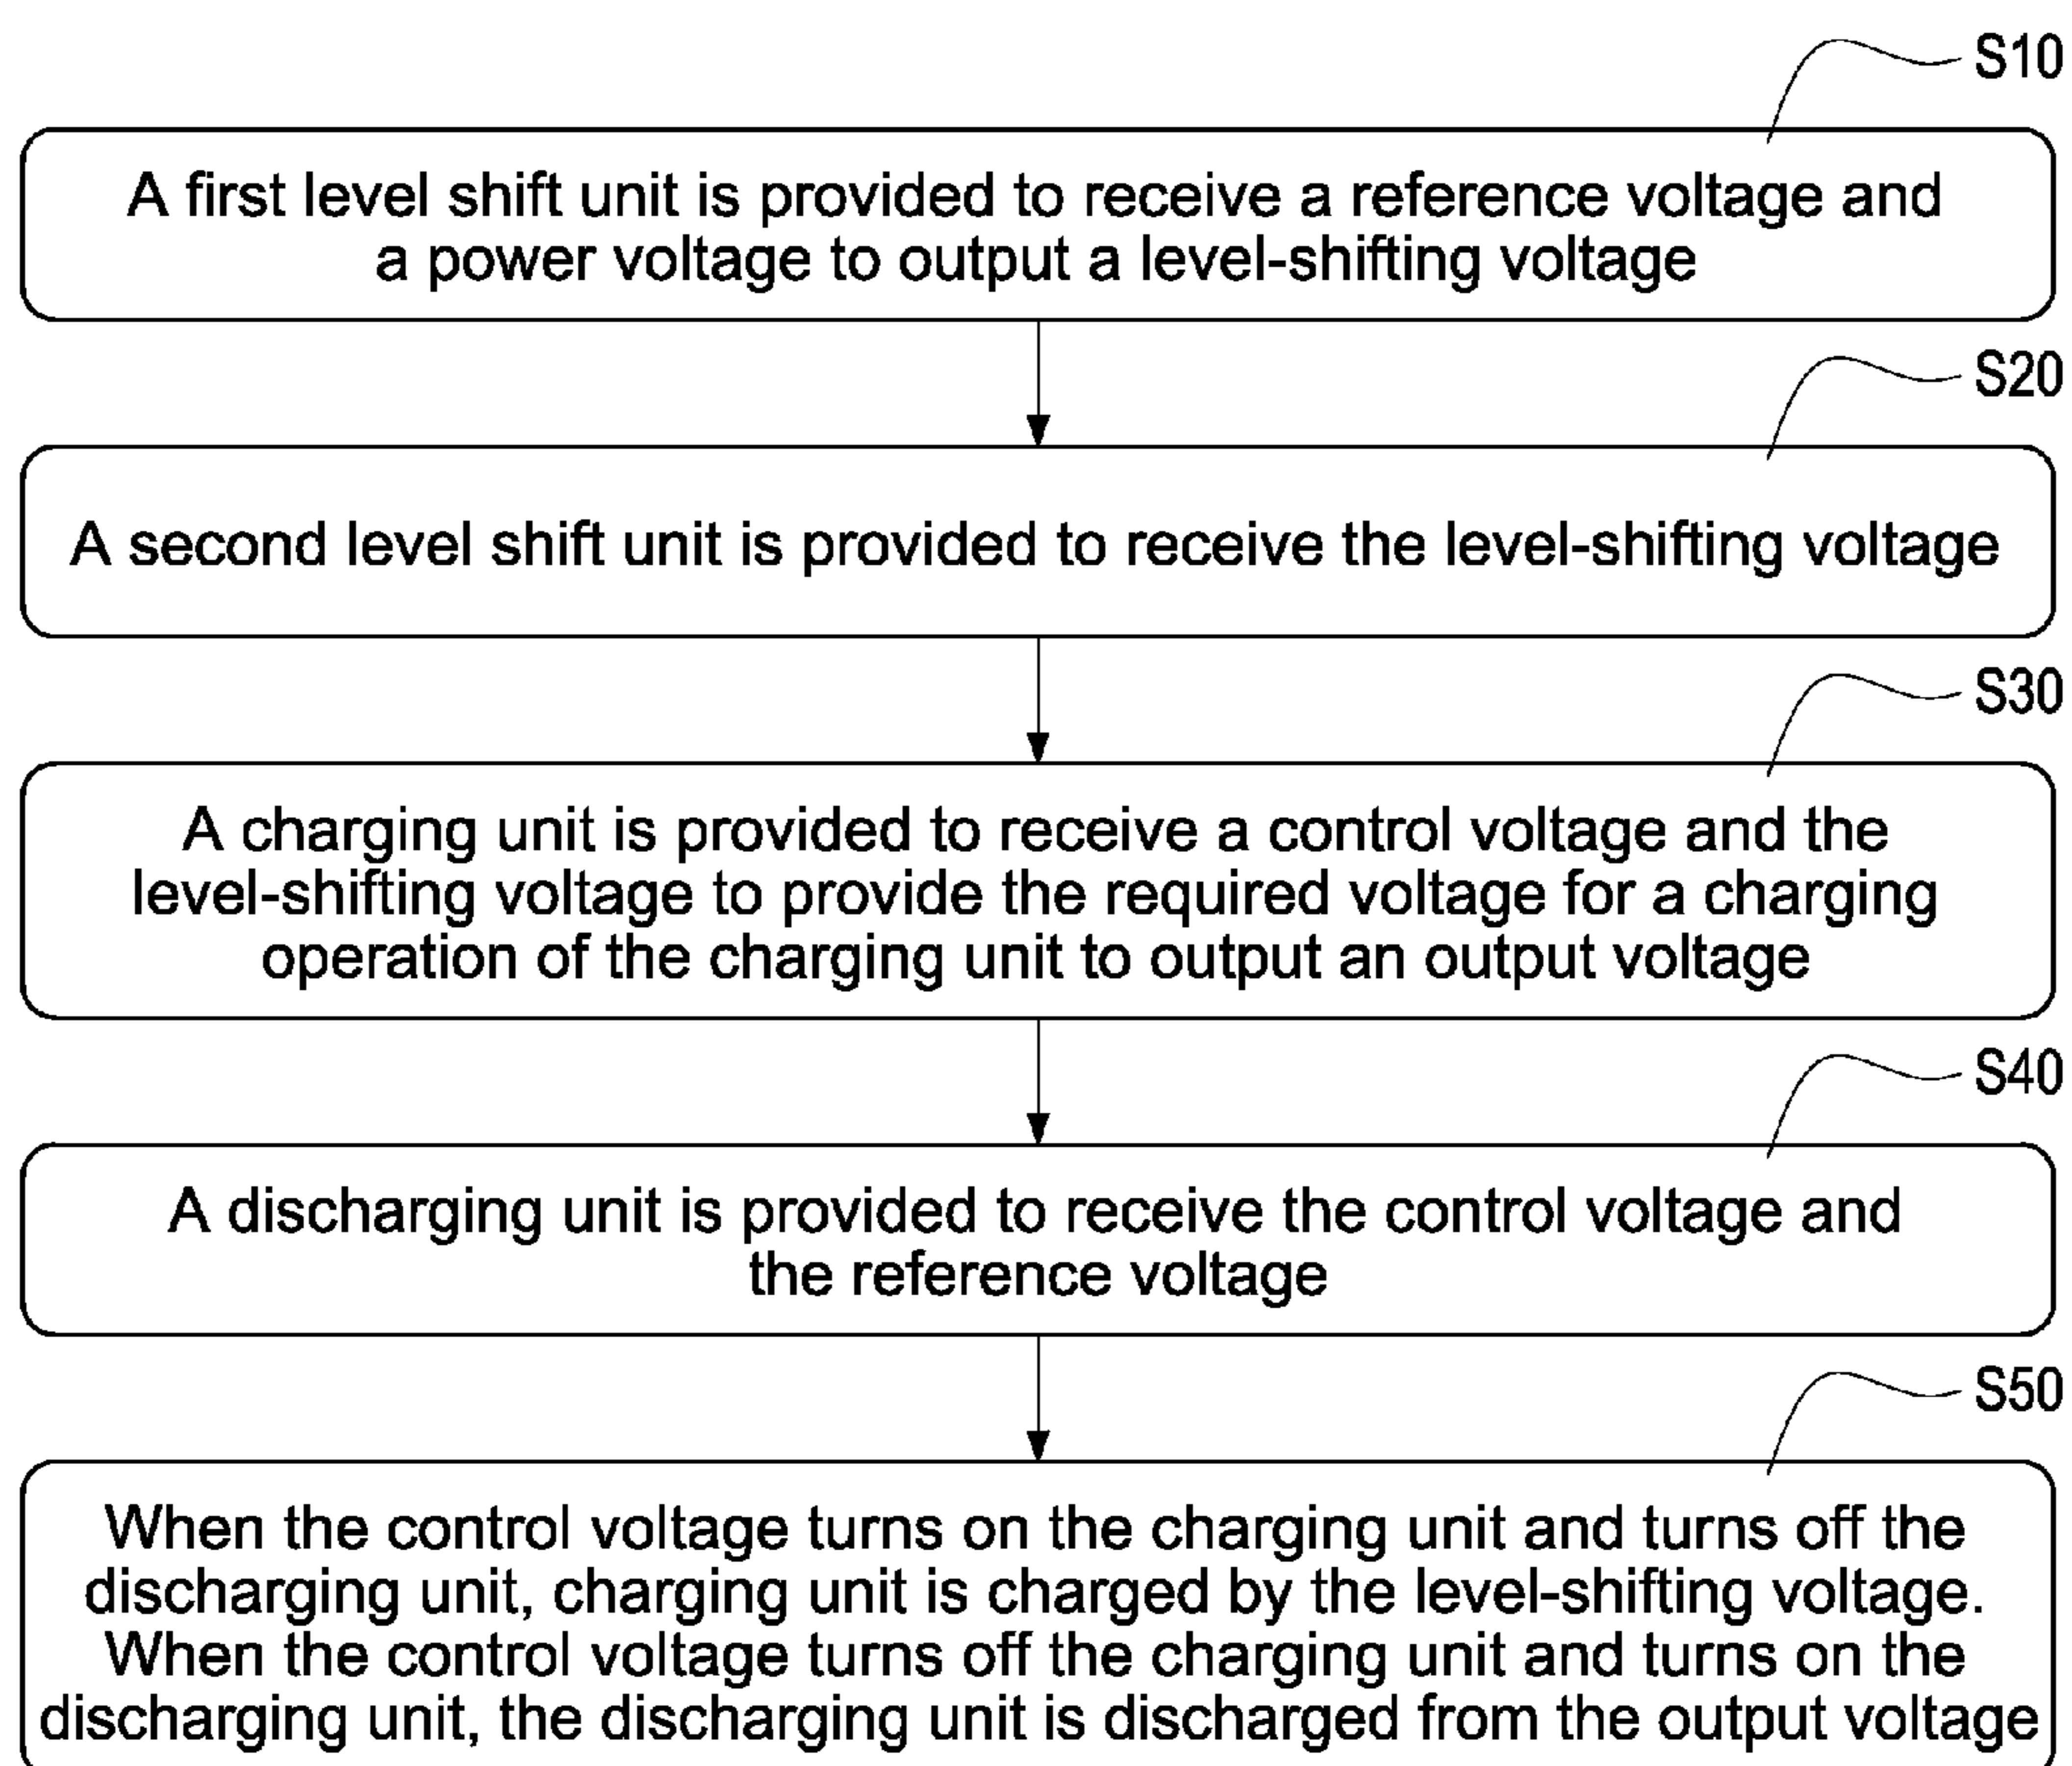 S10
A first level shift unit is provided to receive a reference voltage and
a power voltage to output a level-shifting voltage
S20
A second level shift unit is provided to receive the level-shifting voltage
S30
A charging unit is provided to receive a control voltage and the
level-shifting voltage to provide the required voltage for a charging
operation of the charging unit to output an output voltage
S40
A discharging unit is provided to receive the control voltage and
the reference voltage
S50
When the control voltage turns on the charging unit and turns off the
discharging unit, charging unit is charged by the level-shifting voltage.
When the control voltage turns off the charging unit and turns on the
discharging unit, the discharging unit is discharged from the output voltage